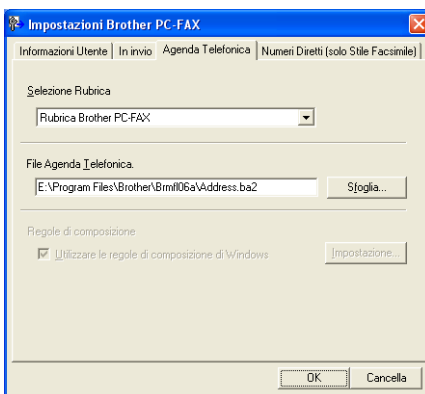 Impostazioni Brother PC-FAX
Informazioni Utente In invio Agenda Telefonica Numeri Diretti (solo Stile Facsimile)
Selezione Rubrica
Rubrica Brother PC-FAX
File Agenda Telefonica.
E:\Program Files\Brother\Brmfl06a\Address.ba2 Sfoglia...
Regole di composizione
Utilizzare le regole di composizione di Windows Impostazione...
OK Cancella